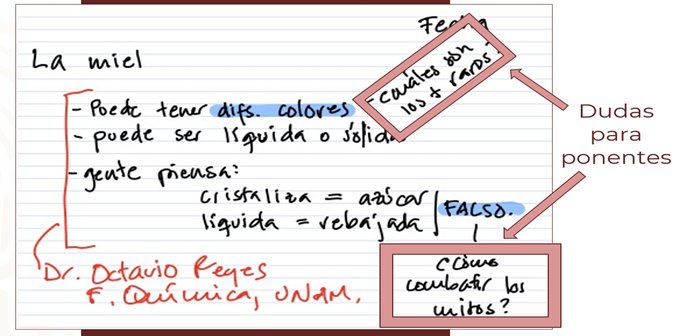 Fecha
La miel
- Puede tener difs. colores
- cuáles son
los + raros?
- puede ser líquida o sólida
- gente piensa:
cristaliza = azúcar
líquida = rebajada
FALSO.
¿Cómo
combatir los
mitos?
Dr. Octavio Reyes
F. Química, UNAM.
Dudas
para
ponentes